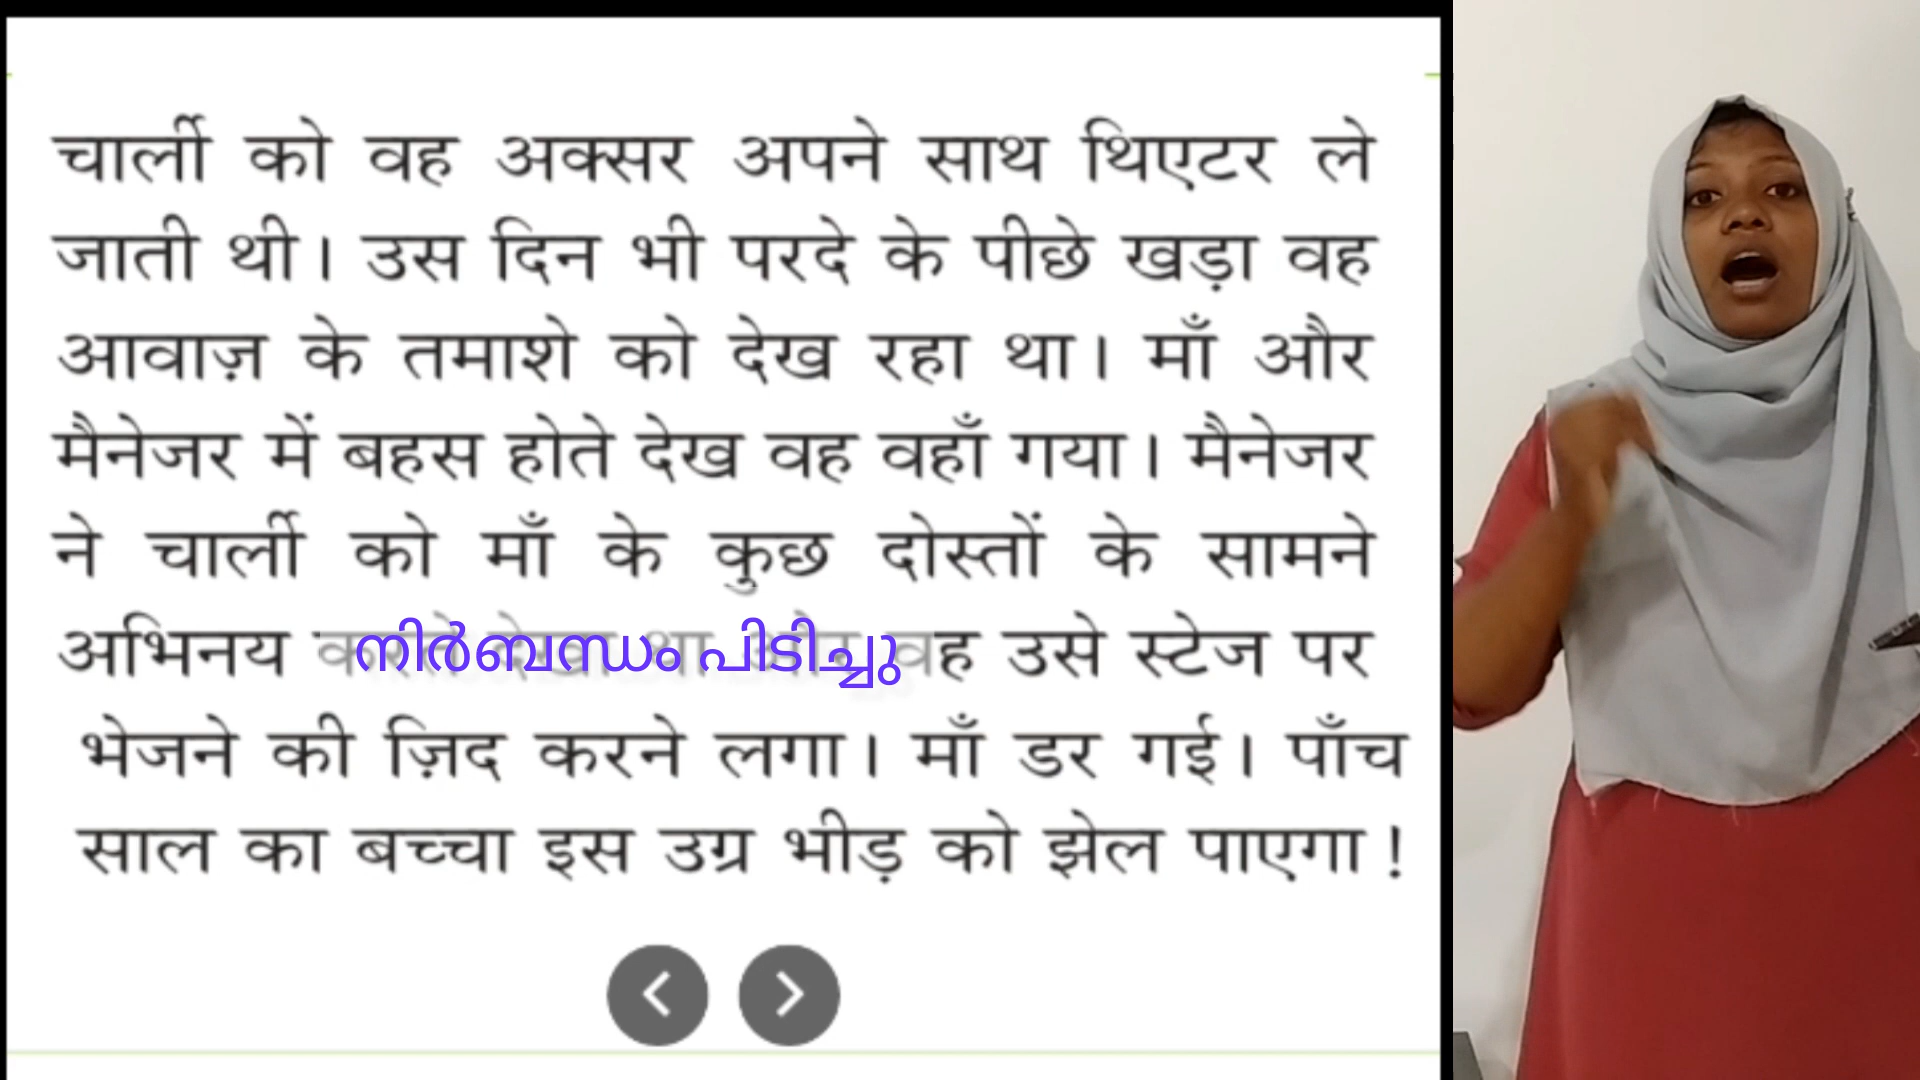 चार्ली को वह अक्सर अपने साथ थिएटर ले
जाती थी। उस दिन भी परदे के पीछे खड़ा वह
आवाज़ के तमाशे को देख रहा था। माँ और
मैनेजर में बहस होते देख वह वहाँ गया। मैनेजर
ने चार्ली को माँ के कुछ दोस्तों के सामने
अभिनय നിർബന്ധം പിടിച്ചു वह उसे स्टेज पर
भेजने की ज़िद करने लगा। माँ डर गई। पाँच
साल का बच्चा इस उग्र भीड़ को झेल पाएगा!